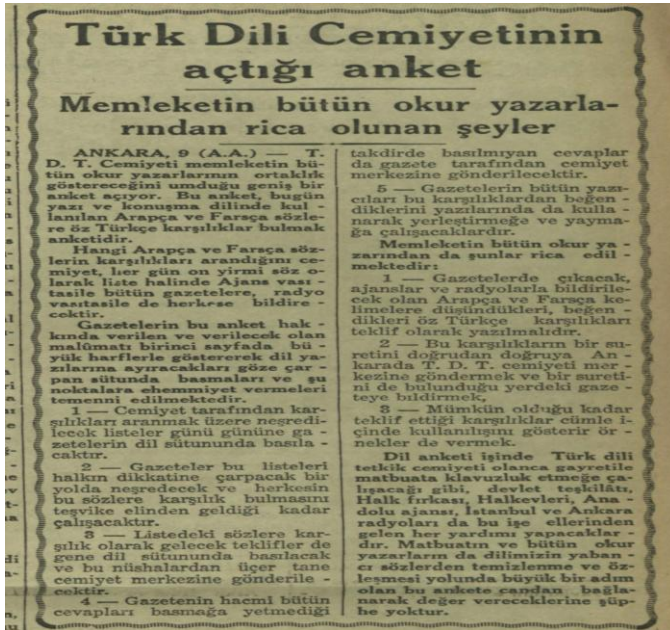 Türk Dili Cemiyetinin
açtığı anket
Memleketin bütün okur yazarla-
rından rica olunan şeyler
ANKARA, 9 (A.A.) — T.
D. T. Cemiyeti memleketin bü-
tün okur yazarlarının ortaklık
göstereceğini umduğu geniş bir
anket açıyor. Bu anket, bugün
yazı ve konuşma dilinde kul -
lanılan Arapça ve Farsça sözle-
re öz Türkçe karşılıklar bulmak
anketidir.
Hangi Arapça ve Farsça söz-
lerin karşılıkları arandığını ce-
miyet, her gün on yirmi söz o-
larak liste halinde Ajans vası -
tasile bütün gazetelere, radyo
vasıtasile de herkese bildire -
cektir.
Gazetelerin bu anket hak -
kında verilen ve verilecek olan
malûmatı birinci sayfada bü-
yük harflerle göstererek dil ya-
zılarına ayıracakları göze çar -
pan sütunda basmaları ve şu
noktalara ehemmiyet vermeleri
temenni edilmektedir.
1 — Cemiyet tarafından kar-
şılıkları aranmak üzere neşredi-
lecek listeler günü gününe ga-
zetelerin dil sütununda basıla -
caktır.
2 — Gazeteler bu listeleri
halkın dikkatine çarpacak bir
yolda neşredecek ve herkesin
bu sözlere karşılık bulmasını
teşvike elinden geldiği kadar
çalışacaktır.
3 — Listedeki sözlere kar-
şılık olarak gelecek teklifler de
gene dil sütununda basılacak
ve bu nüshalardan üçer tane
cemiyet merkezine gönderile -
cektir.
4 — Gazetenin hacmi bütün
cevapları basmağa yetmediği
takdirde basılmıyan cevaplar
da gazete tarafından cemiyet
merkezine gönderilecektir.
5 — Gazetelerin bütün yazı-
cıları bu karşılıklardan beğen -
diklerini yazılarında da kulla -
narak yerleştirmeğe ve yayma-
ğa çalışacaklardır.
Memleketin bütün okur ya -
zarından da şunlar rica edil -
mektedir:
1 — Gazetelerde çıkacak,
ajanslar ve radyolarla bildirile-
cek olan Arapça ve Farsça ke-
limelere düşündükleri, beğen -
dikleri öz Türkçe karşılıkları
teklif olarak yazılmalıdır.
2 — Bu karşılıkların bir su-
retini doğrudan doğruya An -
karada T. D. T. cemiyeti mer -
kezine göndermek ve bir sureti-
ni de bulunduğu yerdeki gaze -
teye bildirmek,
3 — Mümkün olduğu kadar
teklif ettiği karşılıklar cümle i-
çinde kullanışını gösterir ör -
nekler de vermek.
Dil anketi işinde Türk dili
tetkik cemiyeti olanca gayretile
matbuata klavuzluk etmeğe ça-
lışacağı gibi, devlet teşkilâtı,
Halk fırkası, Halkevleri, Ana -
dolu ajansı, İstanbul ve Ankara
radyoları da bu işe ellerinden
gelen her yardımı yapacaklar -
dır. Matbuatın ve bütün okur
yazarların da dilimizin yaban -
cı sözlerden temizlenme ve öz-
leşmesi yolunda büyük bir adım
olan bu ankete candan bağla-
narak değer vereceklerine şüp-
he yoktur.